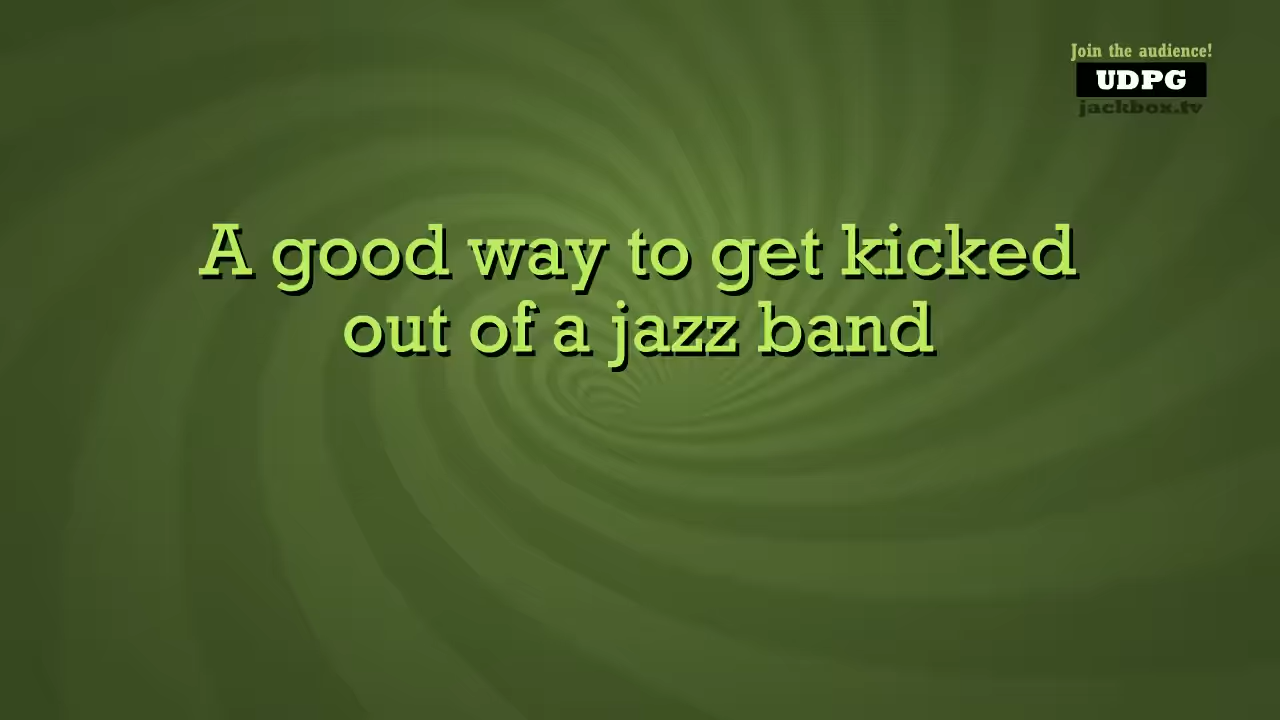 Join the audience!
UDPG
jackbox.tv
A good way to get kicked
out of a jazz band